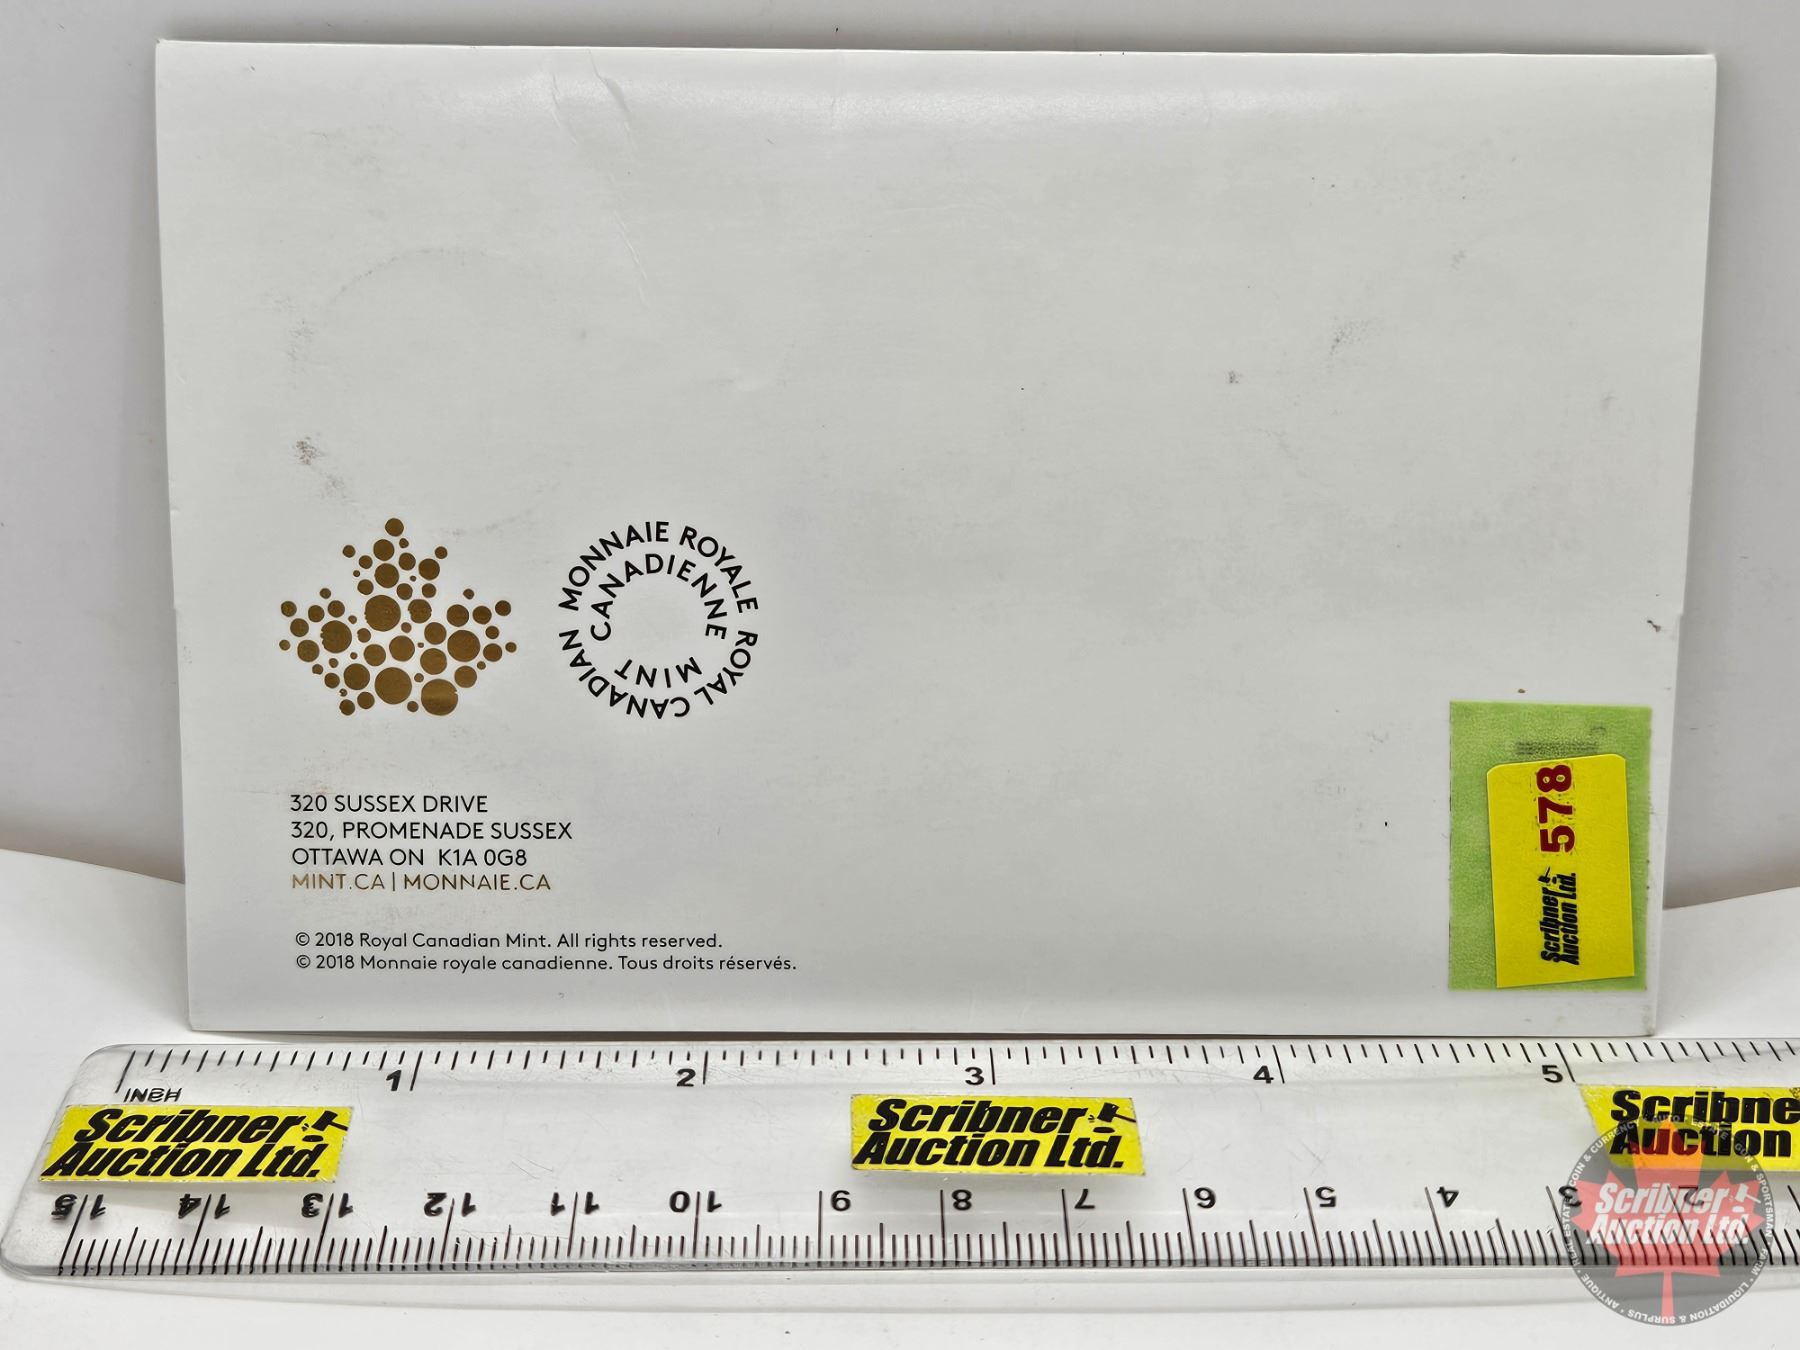 MONNAIE ROYALE
CANADIENNE
ROYAL CANADIAN
MINT
320 SUSSEX DRIVE
320, PROMENADE SUSSEX
OTTAWA ON K1A 0G8
MINT.CA | MONNAIE.CA
© 2018 Royal Canadian Mint. All rights reserved.
© 2018 Monnaie royale canadienne. Tous droits réservés.
578
Scribner
Auction Ltd.
1 2 3 4 5
INCH
Scribner
Auction Ltd.
Scribner
Auction Ltd.
Scribne
Auction
15 14 13 12 11 10 9 8 7 6 5 4 3 2
Scribner
Auction Ltd.